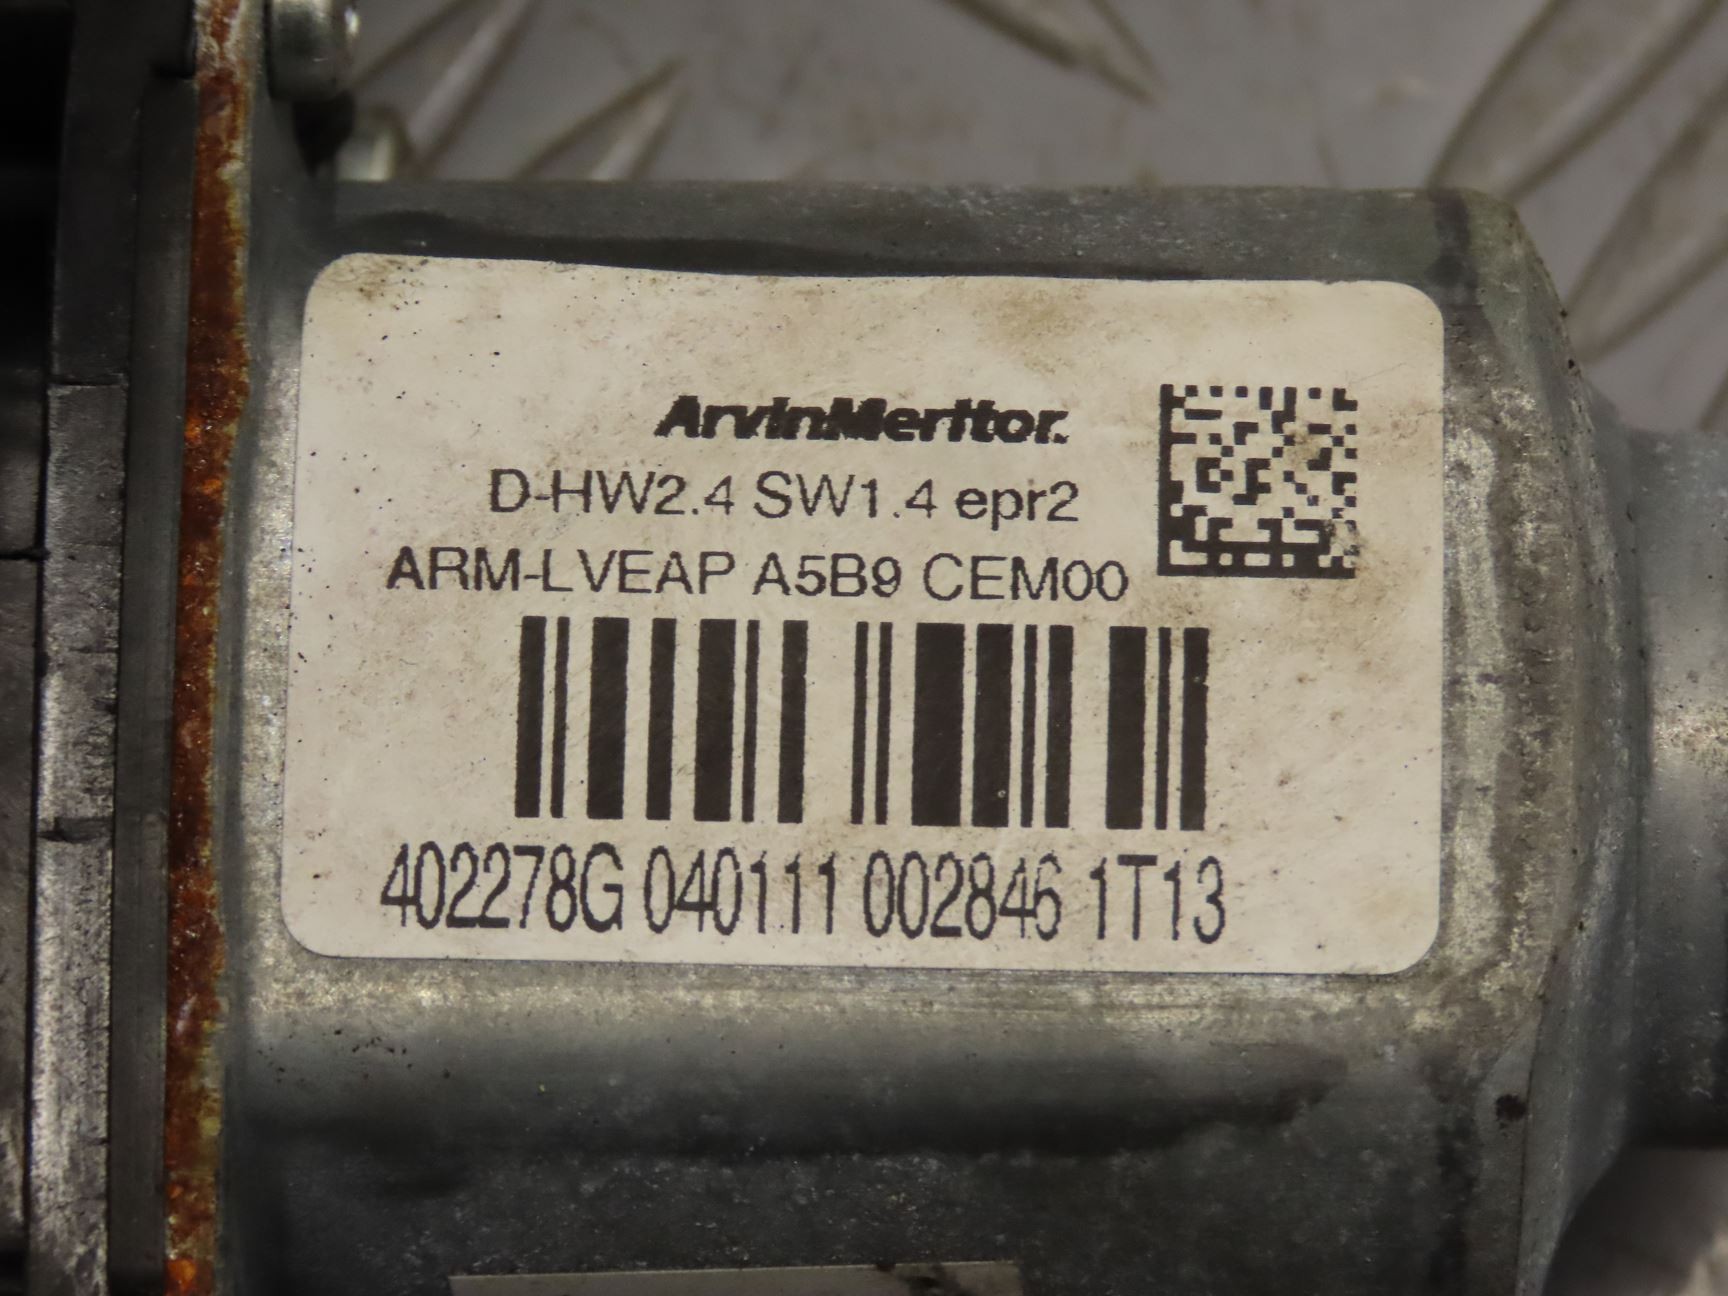 ArvinMeritor.
D-HW2.4 SW1.4 epr2
ARM-LVEAP A5B9 CEM00
402278G 040111 002846 1T13